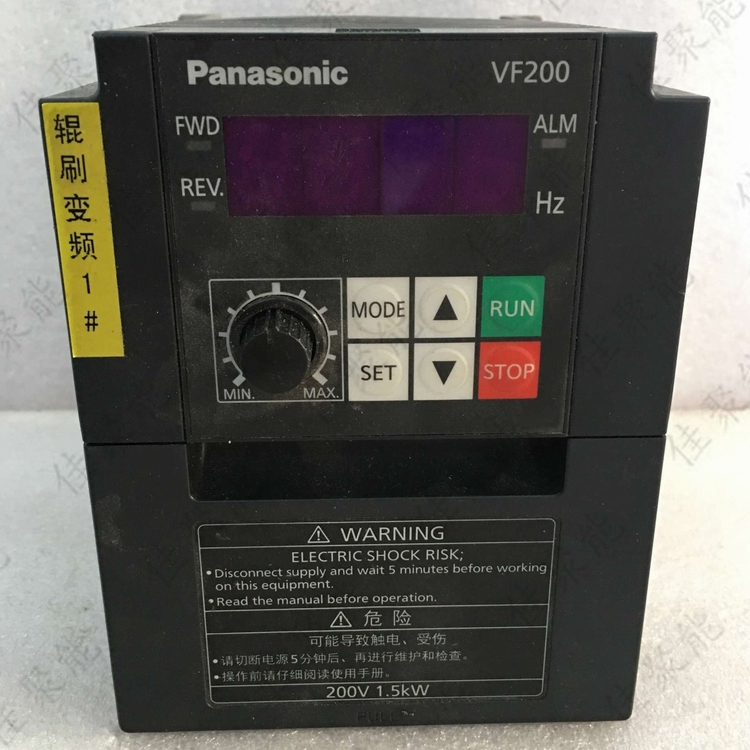 Panasonic VF200
FWD ALM
REV. Hz
辊刷变频1#
MODE ▲ RUN
SET ▼ STOP
MIN. MAX.
⚠ WARNING
ELECTRIC SHOCK RISK;
•Disconnect supply and wait 5 minutes before working
on this equipment.
•Read the manual before operation.
⚠ 危险
可能导致触电、受伤
•请切断电源5分钟后、再进行维护和检查。
•操作前请仔细阅读使用手册。
200V 1.5kW
佳聚能